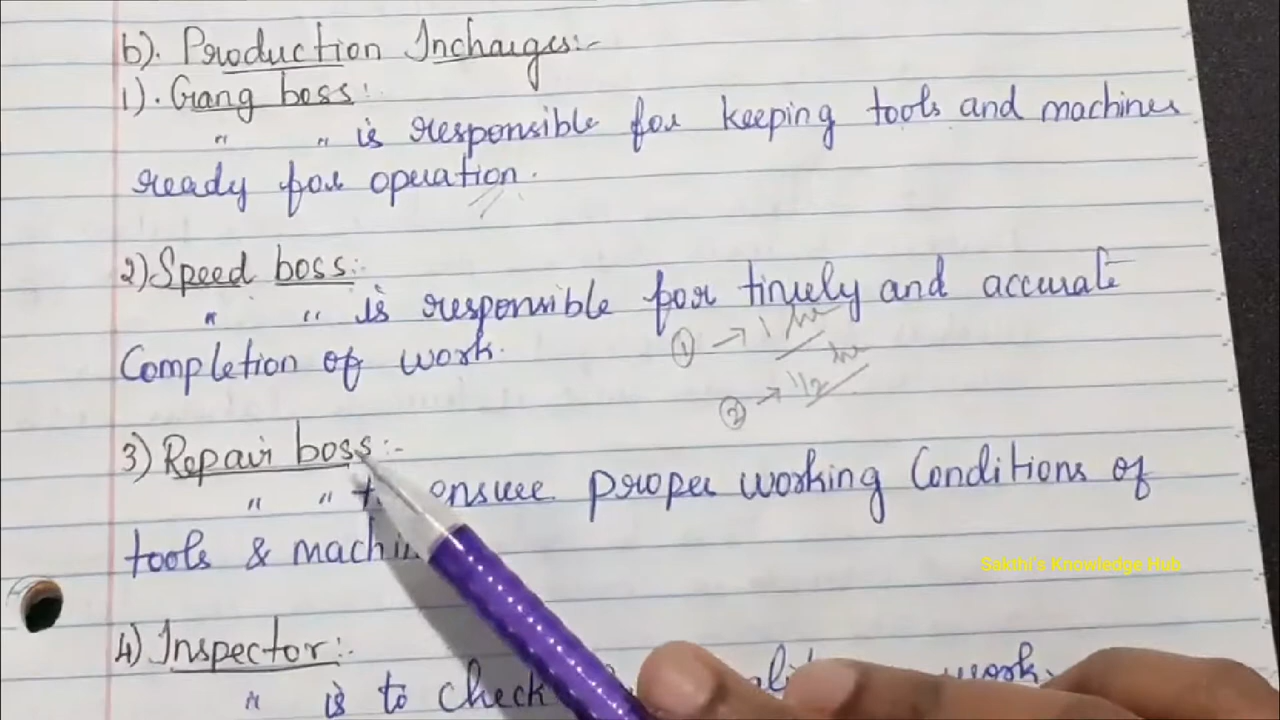 b). Production Incharges:-
1). Gang boss:
" " is responsible for keeping tools and machines
ready for operation.
2) Speed boss:-
" " is responsible for timely and accurate
Completion of work.
① → 1 hr
② → 1/2 hr
3) Repair boss:-
" " ensure proper working Conditions of
tools &
Sakthi's Knowledge Hub
4) Inspector:-
" is to check work.